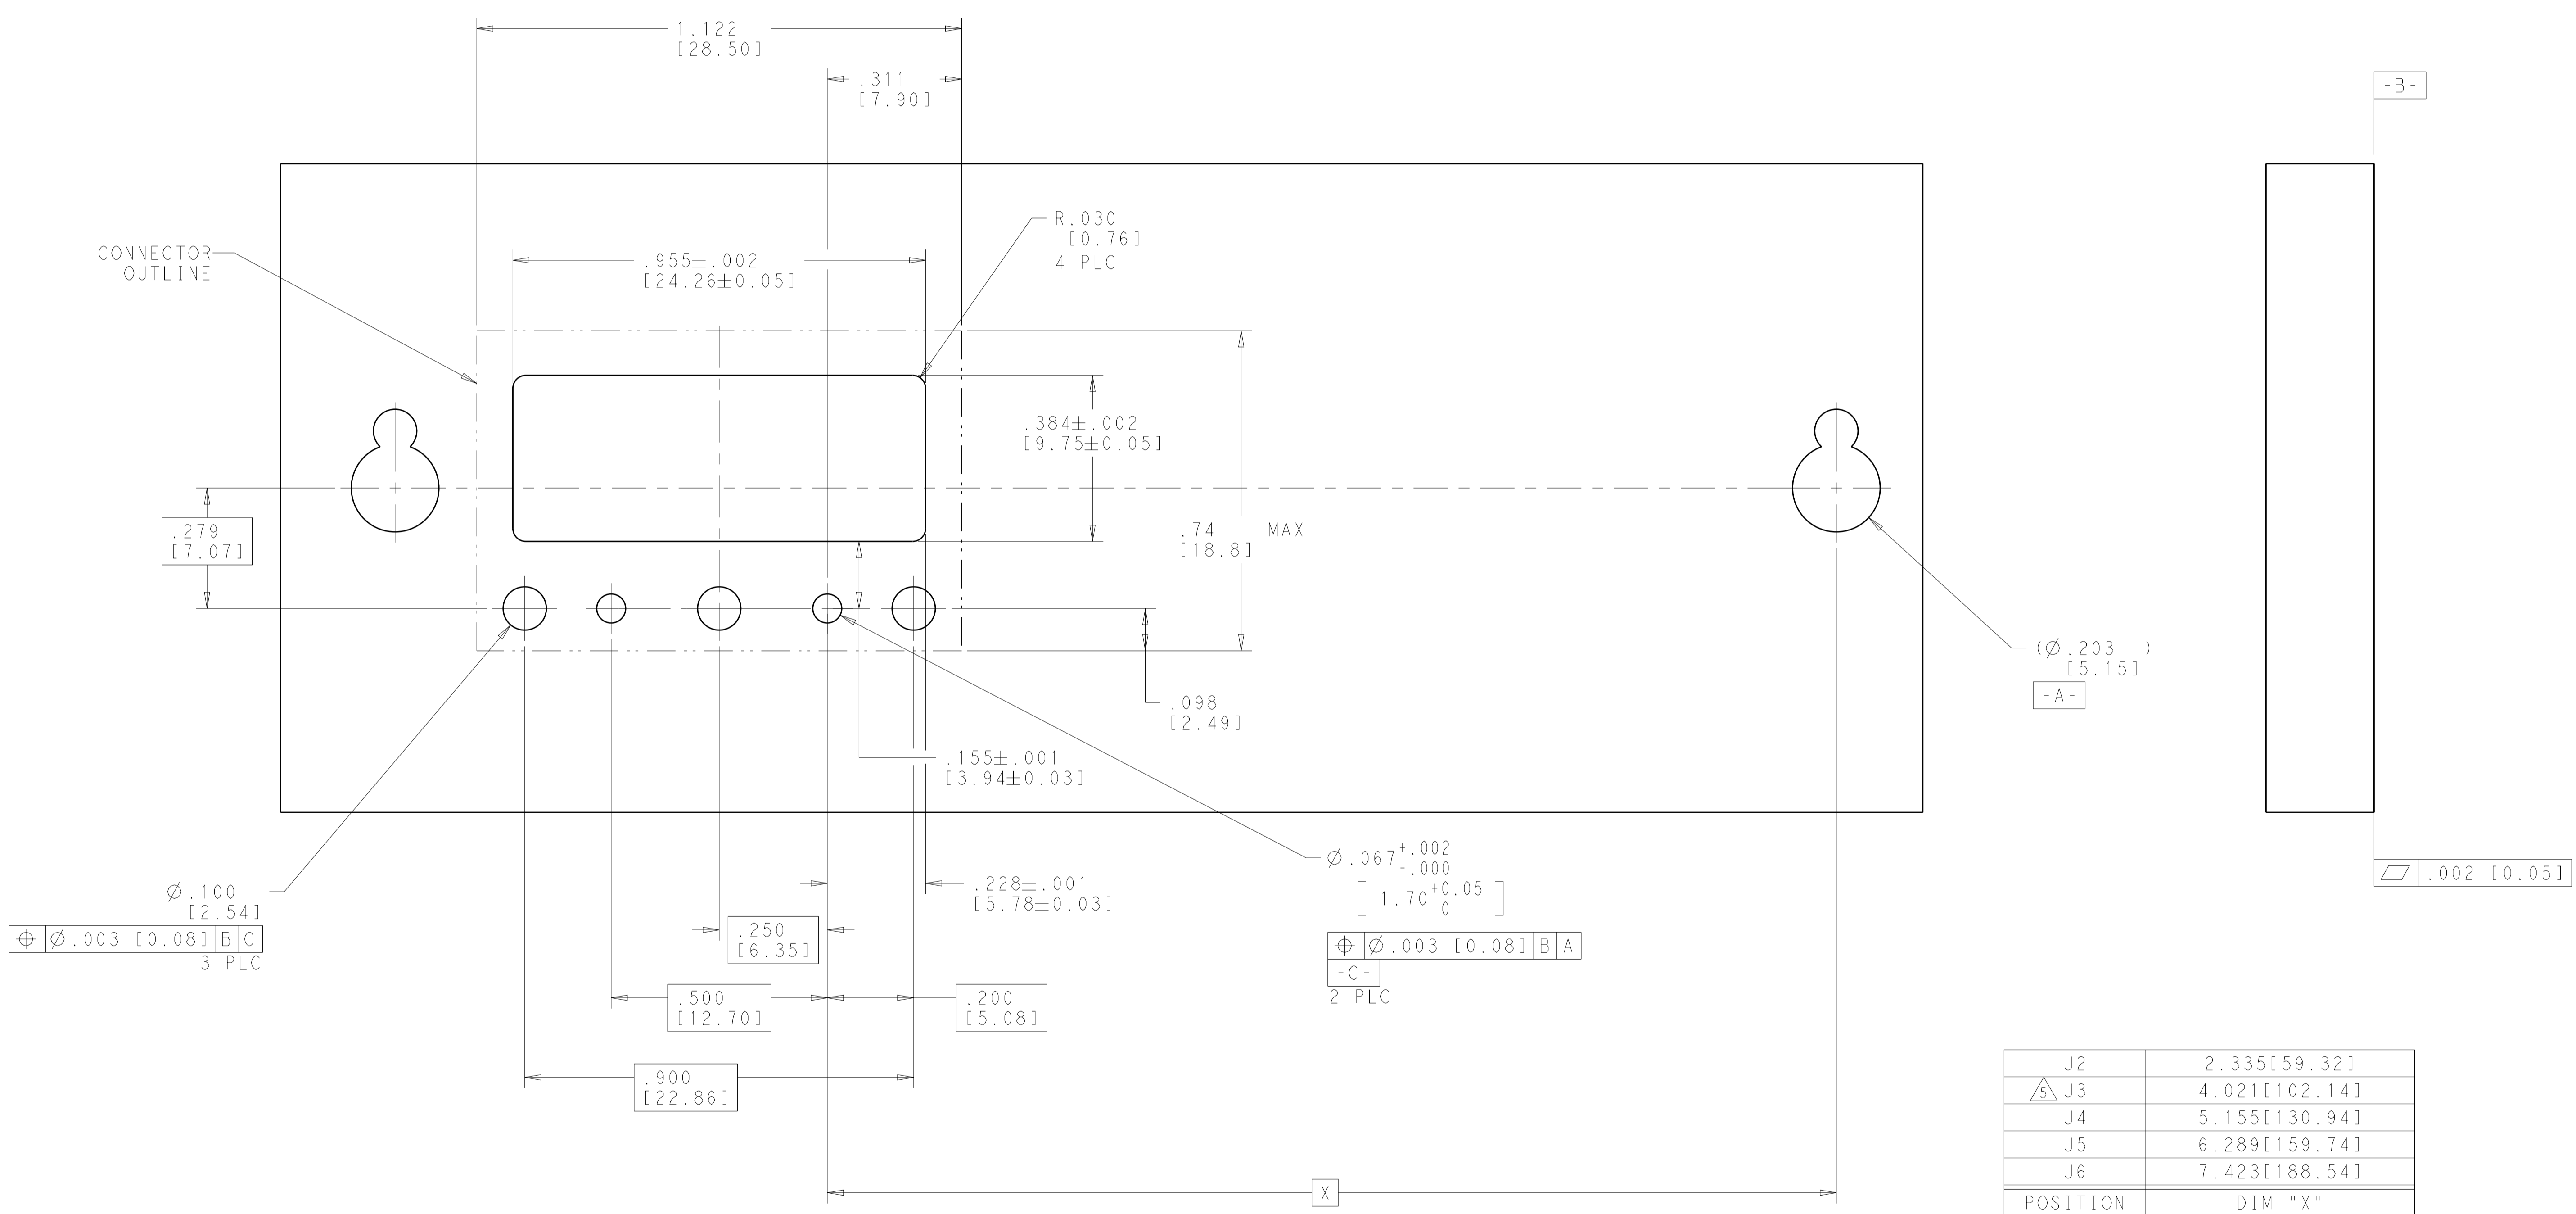 1.122
[28.50]
.311
[7.90]
-B-
R.030
[0.76]
4 PLC
CONNECTOR
OUTLINE
.955±.002
[24.26±0.05]
.384±.002
[9.75±0.05]
.279
[7.07]
.74 MAX
[18.8]
(Ø.203 )
[5.15]
-A-
.098
[2.49]
.155±.001
[3.94±0.03]
Ø.067 +.002
-.000
[1.70 +0.05
0]
⌖ Ø.003 [0.08] B A
-C-
2 PLC
⏥ .002 [0.05]
Ø.100
[2.54]
⌖ Ø.003 [0.08] B C
3 PLC
.228±.001
[5.78±0.03]
.250
[6.35]
.500
[12.70]
.200
[5.08]
.900
[22.86]
X
J2 2.335[59.32]
5 J3 4.021[102.14]
J4 5.155[130.94]
J5 6.289[159.74]
J6 7.423[188.54]
POSITION DIM "X"